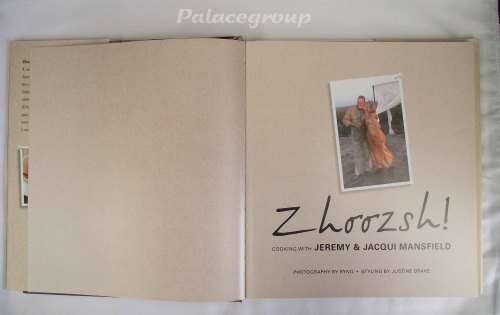 Palacegroup
Zhoozsh!
COOKING WITH JEREMY & JACQUI MANSFIELD
PHOTOGRAPHY BY RYNO • STYLING BY JUSTINE DRAKE